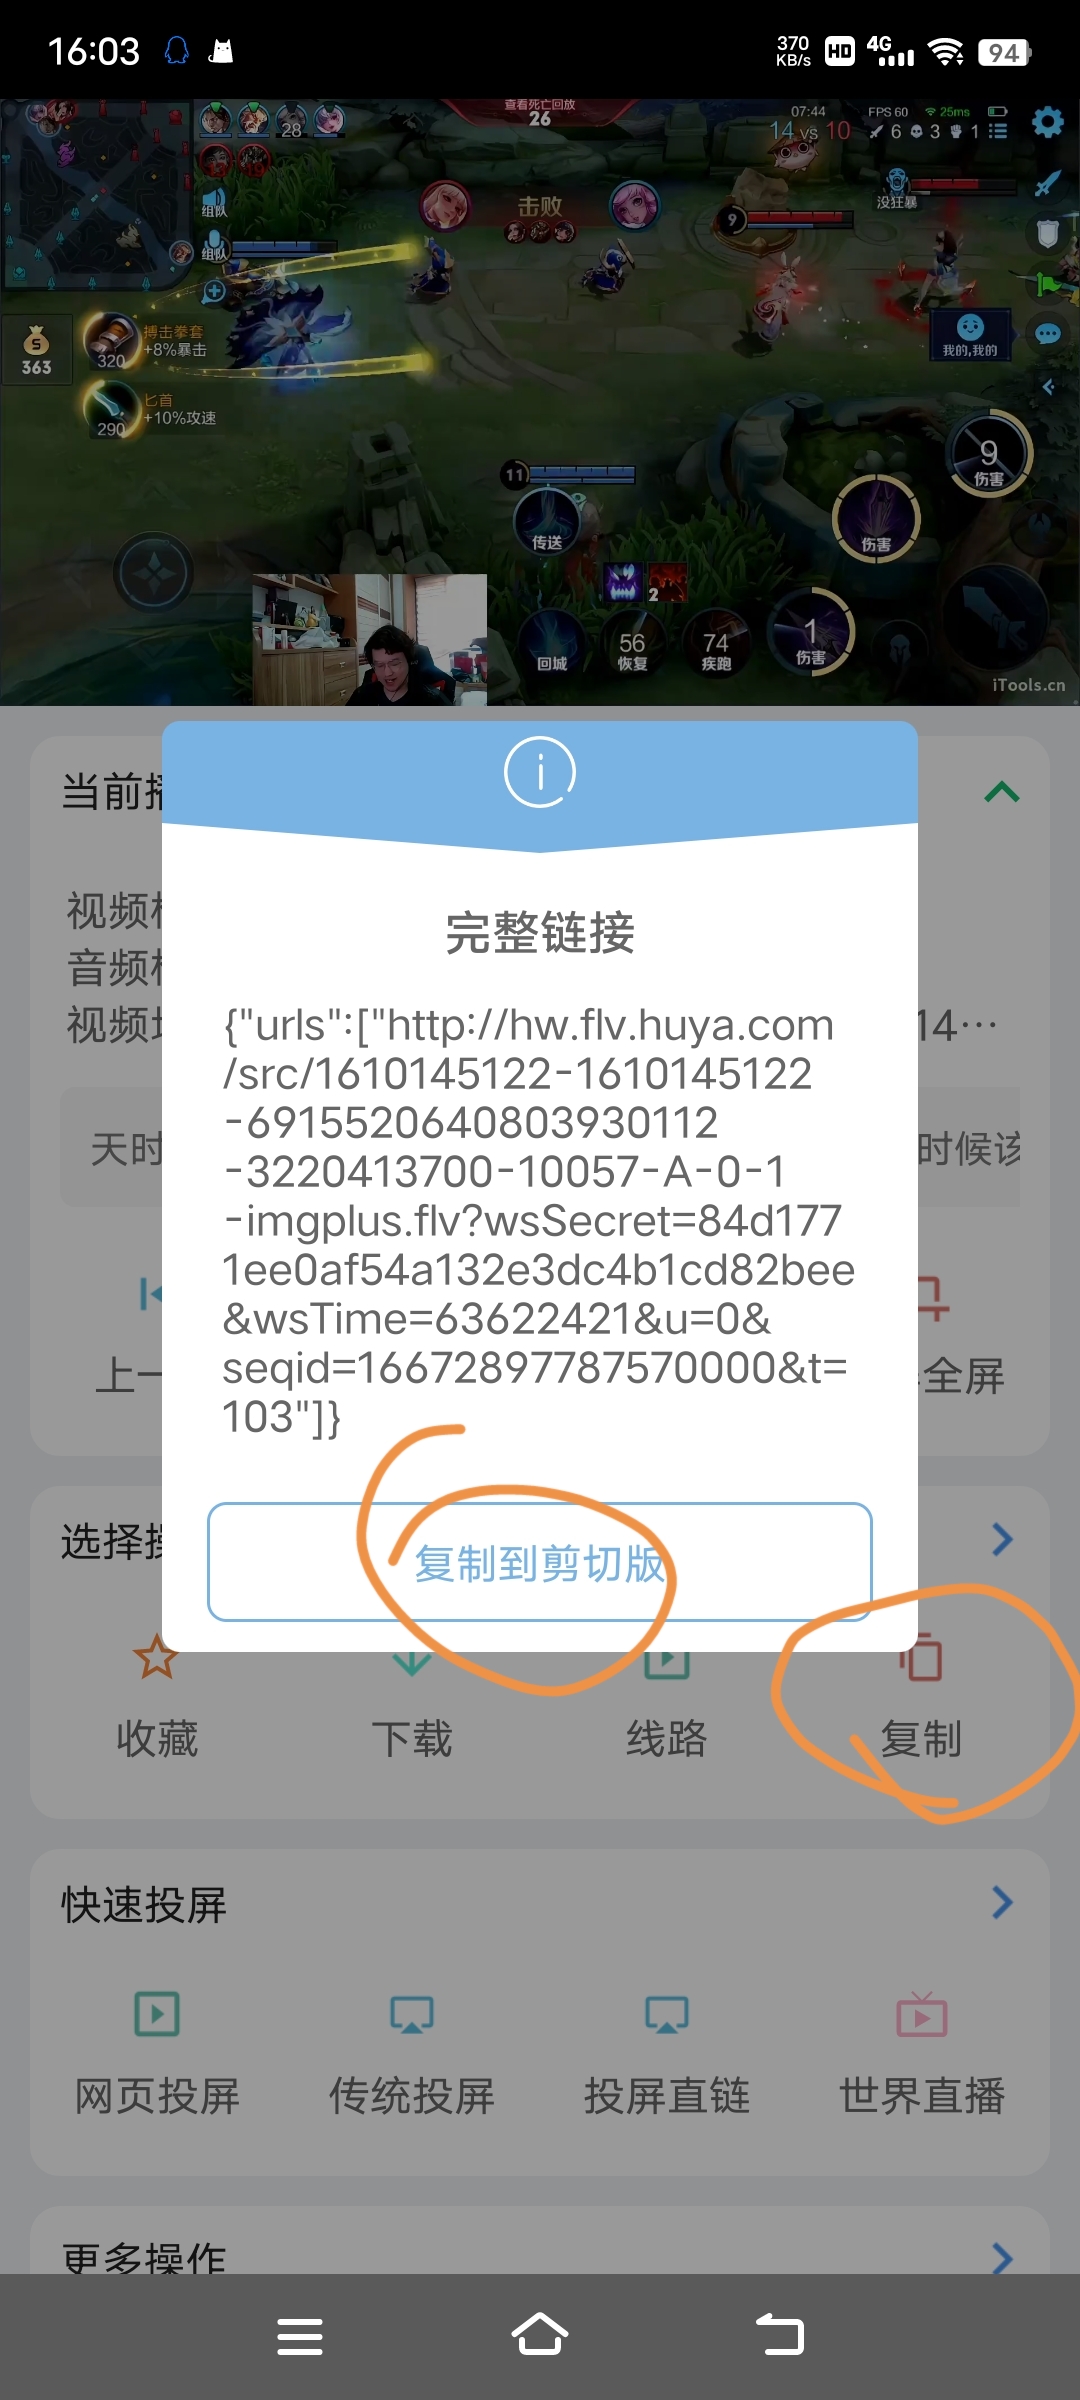 16:03
370
KB/s
HD
4G
94
查看死亡回放
26
07:44
14 vs 10
FPS 60
25ms
6 3 1
28
13
19
组队
组队
击败
9
没狂暴
363
搏击拳套
+8%暴击
320
匕首
+10%攻速
290
我的,我的
9
伤害
11
传送
伤害
2
回城
56
恢复
74
疾跑
1
伤害
iTools.cn
当前播
完整链接
视频
音频
视频
14…
{"urls":["http://hw.flv.huya.com
/src/1610145122-1610145122
-6915520640803930112
-3220413700-10057-A-0-1
-imgplus.flv?wsSecret=84d177
1ee0af54a132e3dc4b1cd82bee
&wsTime=63622421&u=0&
seqid=16672897787570000&t=
103"]}
天时
时候该
上一
全屏
选择操
复制到剪切版
收藏
下载
线路
复制
快速投屏
网页投屏
传统投屏
投屏直链
世界直播
更多操作